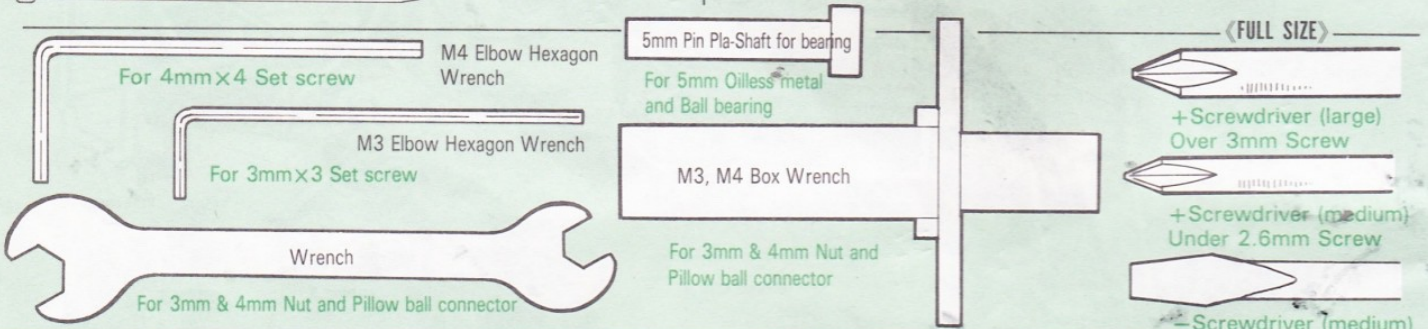 《FULL SIZE》
M4 Elbow Hexagon
Wrench
For 4mm×4 Set screw
M3 Elbow Hexagon Wrench
For 3mm×3 Set screw
Wrench
For 3mm & 4mm Nut and Pillow ball connector
5mm Pin Pla-Shaft for bearing
For 5mm Oilless metal
and Ball bearing
M3, M4 Box Wrench
For 3mm & 4mm Nut and
Pillow ball connector
+Screwdriver (large)
Over 3mm Screw
+Screwdriver (medium)
Under 2.6mm Screw
−Screwdriver (medium)